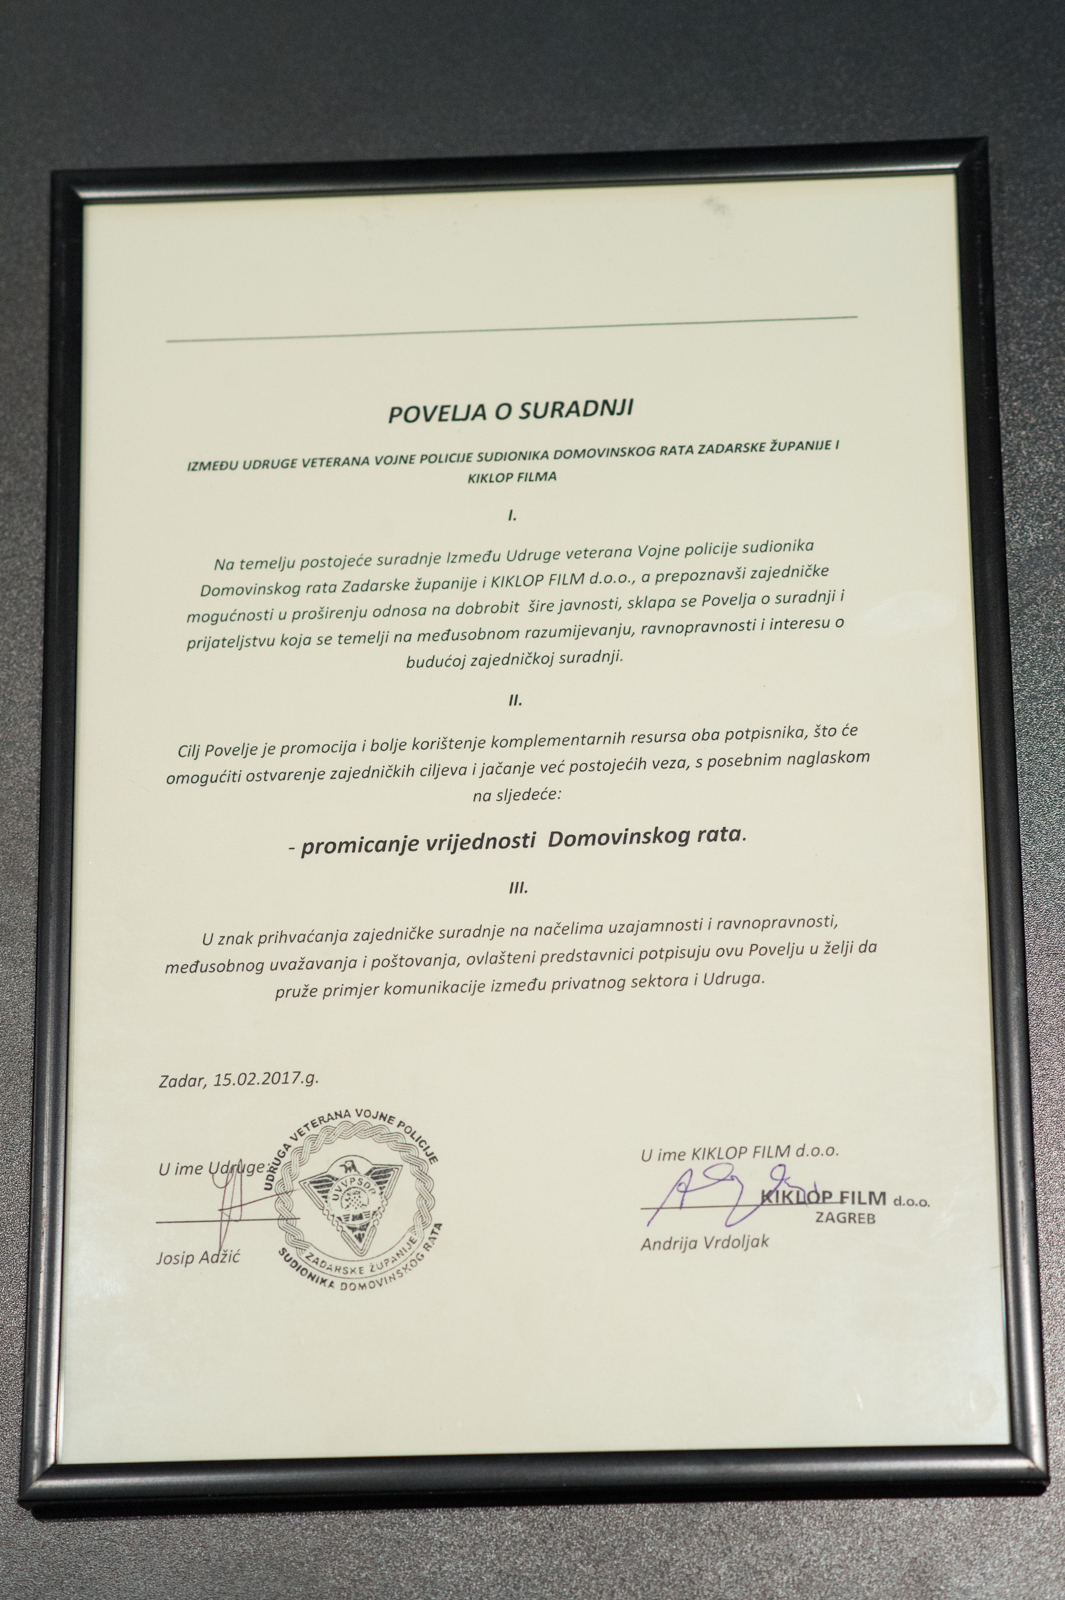 POVELJA O SURADNJI
IZMEĐU UDRUGE VETERANA VOJNE POLICIJE SUDIONIKA DOMOVINSKOG RATA ZADARSKE ŽUPANIJE I
KIKLOP FILMA
I.
Na temelju postojeće suradnje Između Udruge veterana Vojne policije sudionika
Domovinskog rata Zadarske županije i KIKLOP FILM d.o.o., a prepoznavši zajedničke
mogućnosti u proširenju odnosa na dobrobit šire javnosti, sklapa se Povelja o suradnji i
prijateljstvu koja se temelji na međusobnom razumijevanju, ravnopravnosti i interesu o
budućoj zajedničkoj suradnji.
II.
Cilj Povelje je promocija i bolje korištenje komplementarnih resursa oba potpisnika, što će
omogućiti ostvarenje zajedničkih ciljeva i jačanje već postojećih veza, s posebnim naglaskom
na sljedeće:
- promicanje vrijednosti Domovinskog rata.
III.
U znak prihvaćanja zajedničke suradnje na načelima uzajamnosti i ravnopravnosti,
međusobnog uvažavanja i poštovanja, ovlašteni predstavnici potpisuju ovu Povelju u želji da
pruže primjer komunikacije između privatnog sektora i Udruga.
Zadar, 15.02.2017.g.
U ime Udruge:
Josip Adžić
UDRUGA VETERANA VOJNE POLICIJE
UVVPSDR
ZADARSKE ŽUPANIJE
SUDIONIKA DOMOVINSKOG RATA
U ime KIKLOP FILM d.o.o.
KIKLOP FILM d.o.o.
ZAGREB
Andrija Vrdoljak